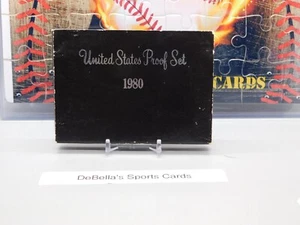 United States Proof Set
1980
CARDS
DeBella's Sports Cards